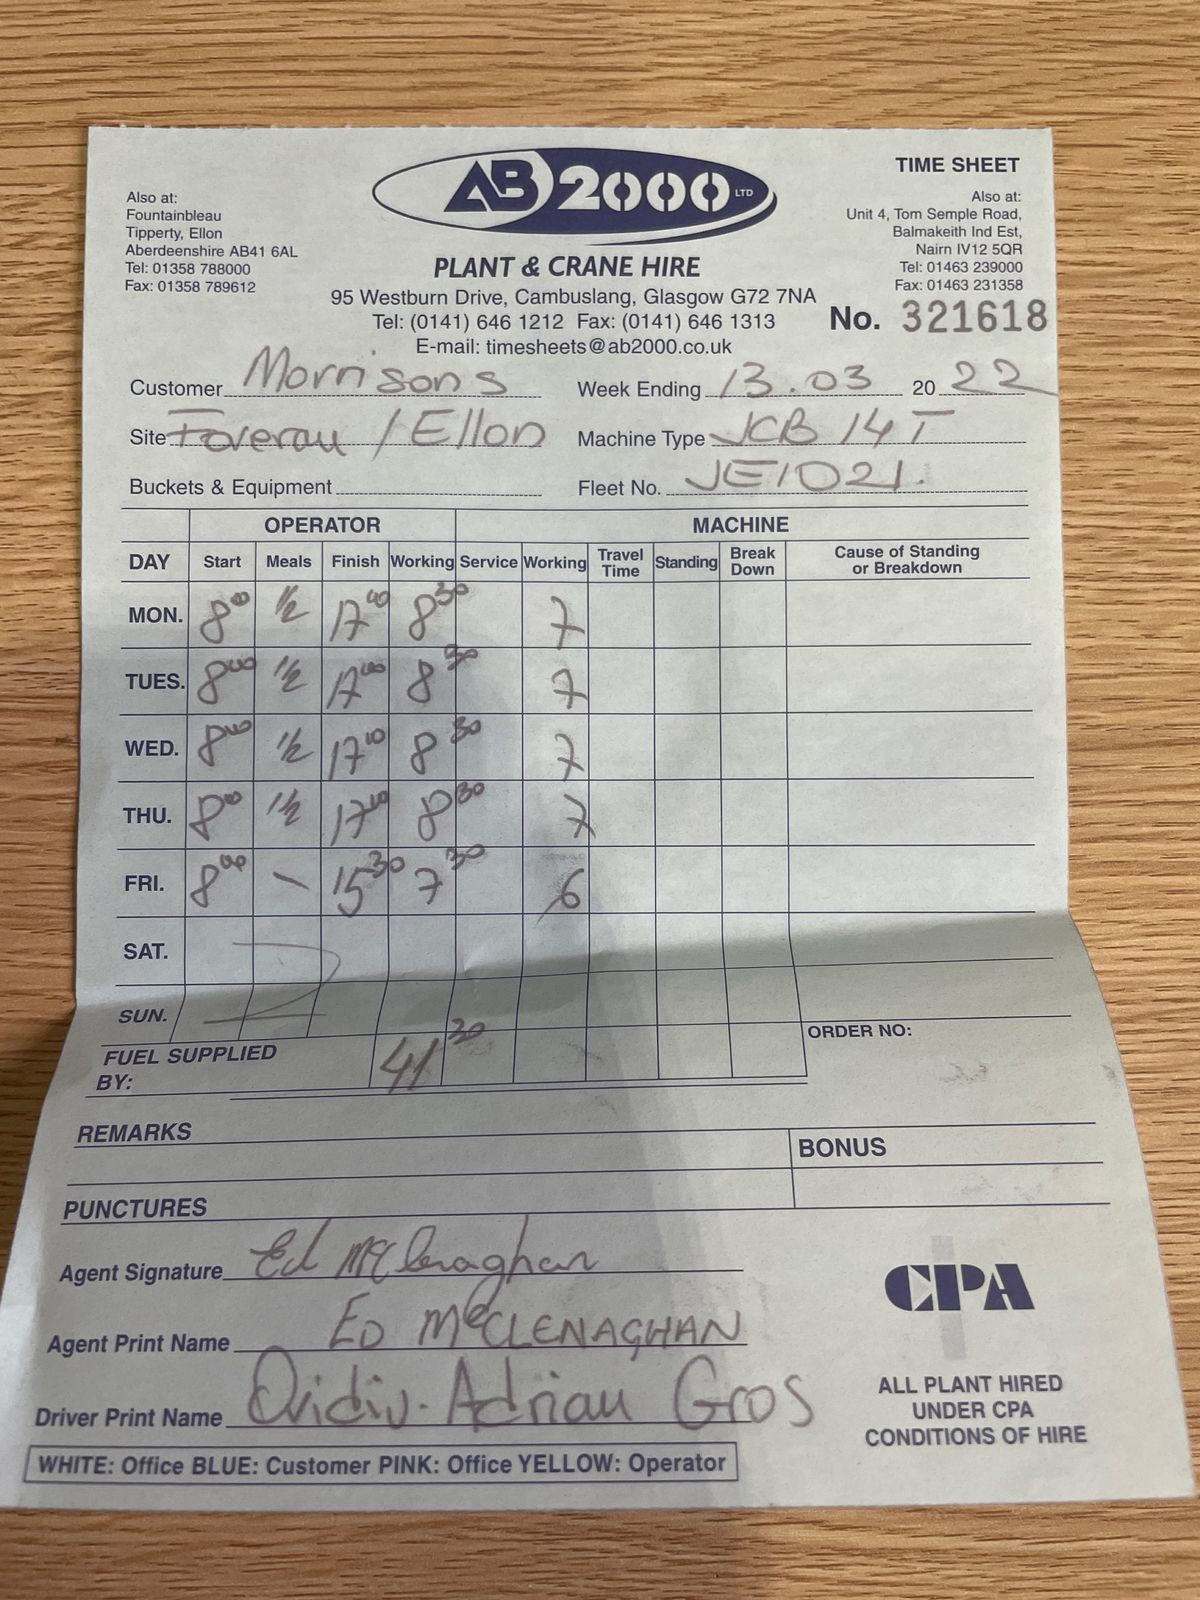 TIME SHEET
Also at:
Fountainbleau
Tipperty, Ellon
Aberdeenshire AB41 6AL
Tel: 01358 788000
Fax: 01358 789612
AB 2000 LTD
PLANT & CRANE HIRE
95 Westburn Drive, Cambuslang, Glasgow G72 7NA
Tel: (0141) 646 1212 Fax: (0141) 646 1313
E-mail: timesheets@ab2000.co.uk
Also at:
Unit 4, Tom Semple Road,
Balmakeith Ind Est,
Nairn IV12 5QR
Tel: 01463 239000
Fax: 01463 231358
No. 321618
Customer Morrisons Week Ending 13.03 2022
Site Foveran / Ellon Machine Type JCB 14T
Buckets & Equipment Fleet No. JE1021.
OPERATOR MACHINE
DAY Start Meals Finish Working Service Working Travel Time Standing Break Down Cause of Standing or Breakdown
MON. 8 00 1/2 17 00 8 30 7
TUES. 8 00 1/2 17 00 8 30 7
WED. 8 00 1/2 17 00 8 30 7
THU. 8 00 1/2 17 00 8 30 7
FRI. 8 00 - 15 30 7 30 6
SAT.
SUN.
FUEL SUPPLIED BY: 41 30 ORDER NO:
REMARKS
BONUS
PUNCTURES
Agent Signature Ed McClenaghan
Agent Print Name ED McCLENAGHAN
Driver Print Name Ovidiu. Adrian Gros
CPA
ALL PLANT HIRED
UNDER CPA
CONDITIONS OF HIRE
WHITE: Office BLUE: Customer PINK: Office YELLOW: Operator